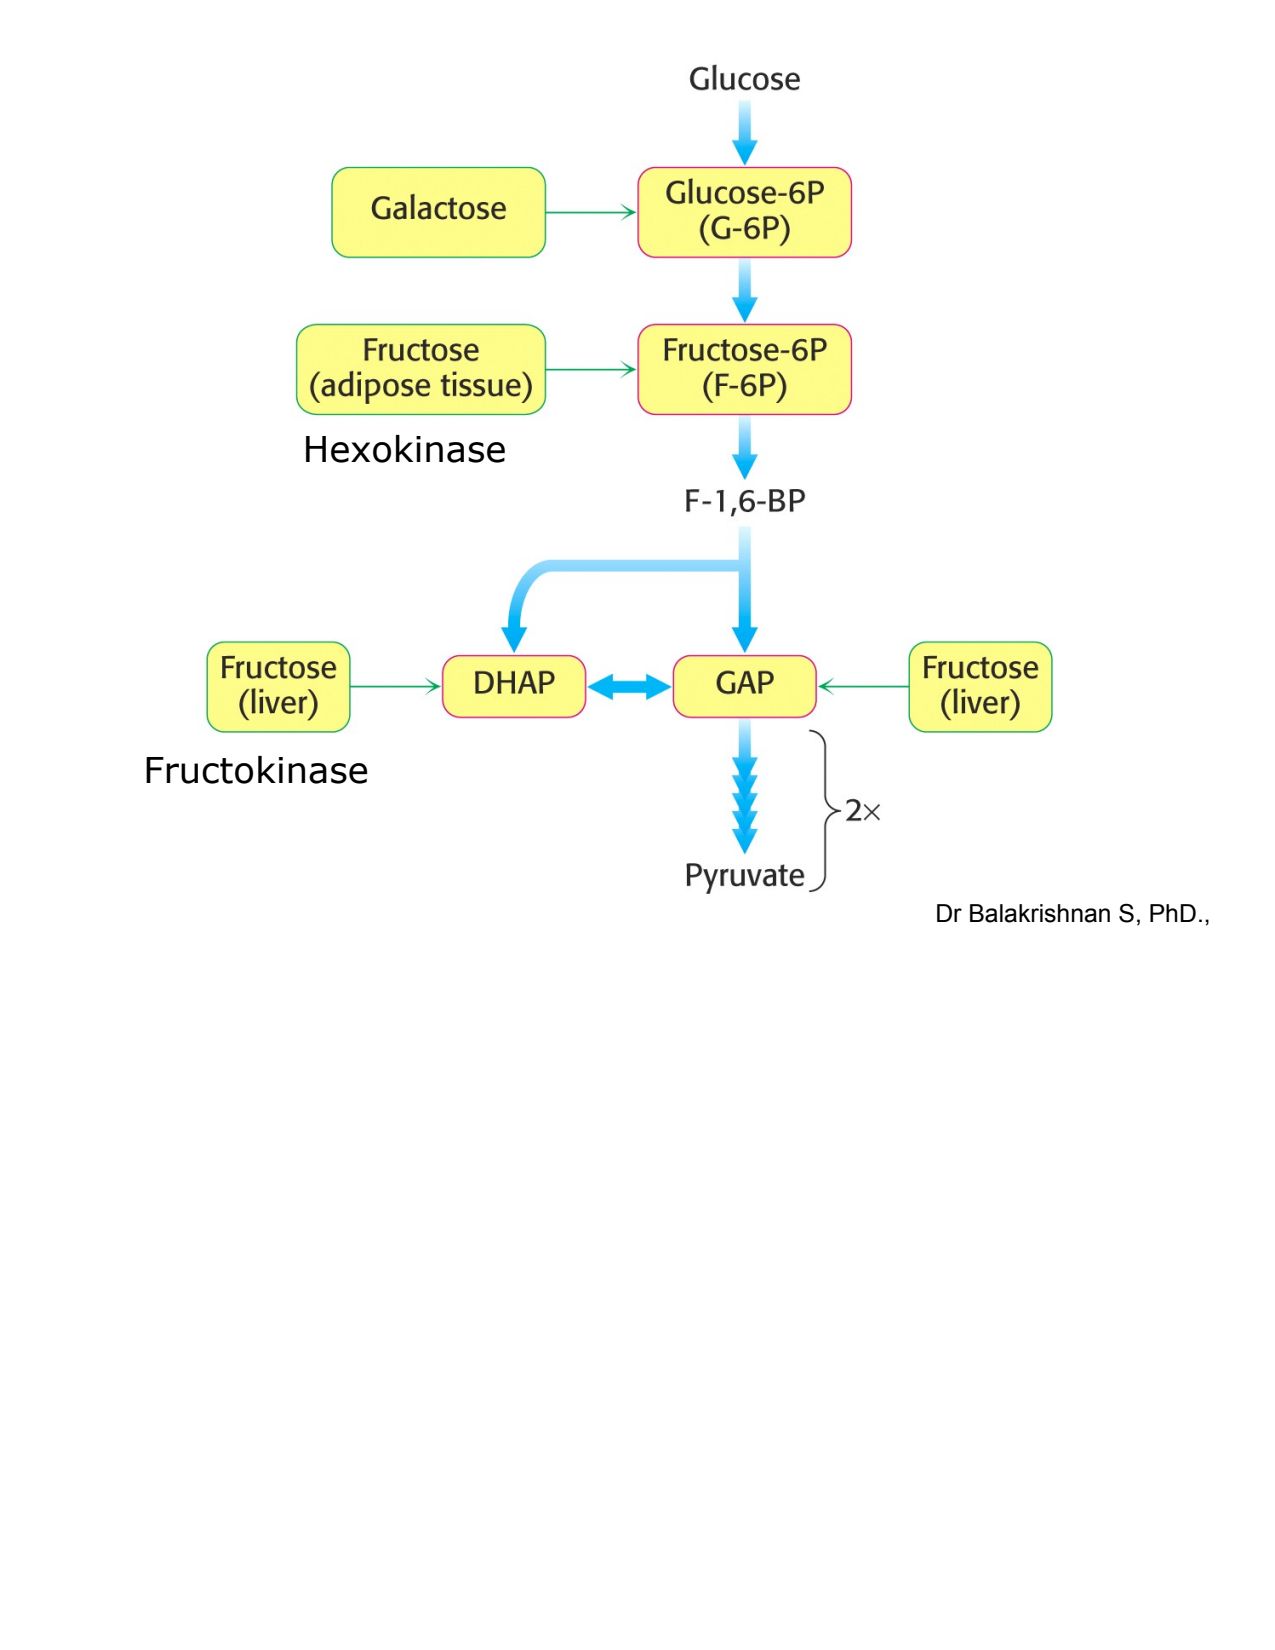 Glucose
Galactose
Glucose-6P
(G-6P)
Fructose
(adipose tissue)
Fructose-6P
(F-6P)
Hexokinase
F-1,6-BP
Fructose
(liver)
DHAP
GAP
Fructose
(liver)
Fructokinase
2×
Pyruvate
Dr Balakrishnan S, PhD.,